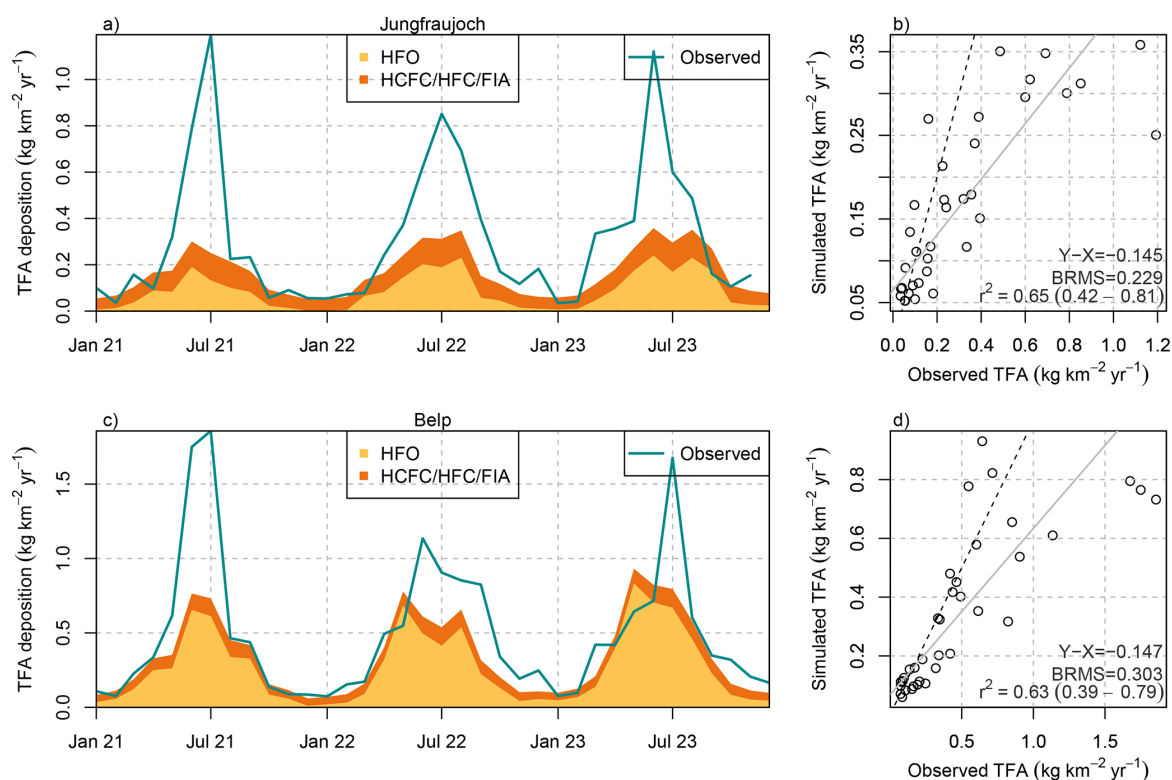 a)
Jungfraujoch
TFA deposition (kg km−2 yr−1)
0.0
0.2
0.4
0.6
0.8
1.0
HFO
HCFC/HFC/FIA
Observed
Jan 21
Jul 21
Jan 22
Jul 22
Jan 23
Jul 23
b)
Simulated TFA (kg km−2 yr−1)
0.05
0.15
0.25
0.35
Y−X=−0.145
BRMS=0.229
r2 = 0.65 (0.42 − 0.81)
0.0
0.2
0.4
0.6
0.8
1.0
1.2
Observed TFA (kg km−2 yr−1)
c)
Belp
TFA deposition (kg km−2 yr−1)
0.0
0.5
1.0
1.5
HFO
HCFC/HFC/FIA
Observed
Jan 21
Jul 21
Jan 22
Jul 22
Jan 23
Jul 23
d)
Simulated TFA (kg km−2 yr−1)
0.2
0.4
0.6
0.8
Y−X=−0.147
BRMS=0.303
r2 = 0.63 (0.39 − 0.79)
0.5
1.0
1.5
Observed TFA (kg km−2 yr−1)